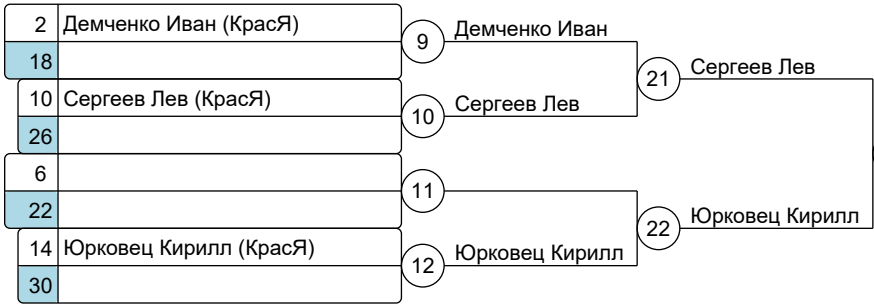 2 Демченко Иван (КрасЯ)
18
9 Демченко Иван
10 Сергеев Лев (КрасЯ)
26
10 Сергеев Лев
21 Сергеев Лев
6
22
11
14 Юрковец Кирилл (КрасЯ)
30
12 Юрковец Кирилл
22 Юрковец Кирилл